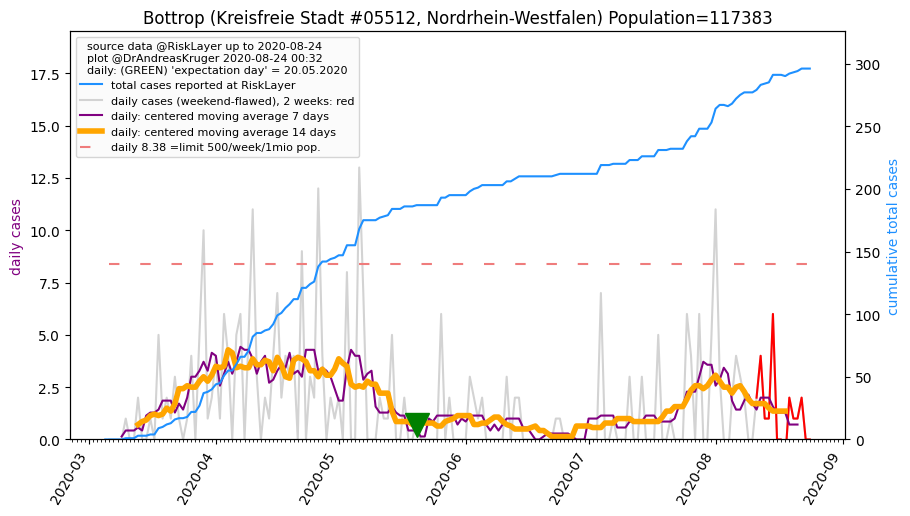 Bottrop (Kreisfreie Stadt #05512, Nordrhein-Westfalen) Population=117383
source data @RiskLayer up to 2020-08-24
plot @DrAndreasKruger 2020-08-24 00:32
daily: (GREEN) 'expectation day' = 20.05.2020
total cases reported at RiskLayer
daily cases (weekend-flawed), 2 weeks: red
daily: centered moving average 7 days
daily: centered moving average 14 days
daily 8.38 =limit 500/week/1mio pop.
daily cases
17.5
15.0
12.5
10.0
7.5
5.0
2.5
0.0
cumulative total cases
300
250
200
150
100
50
0
2020-03
2020-04
2020-05
2020-06
2020-07
2020-08
2020-09